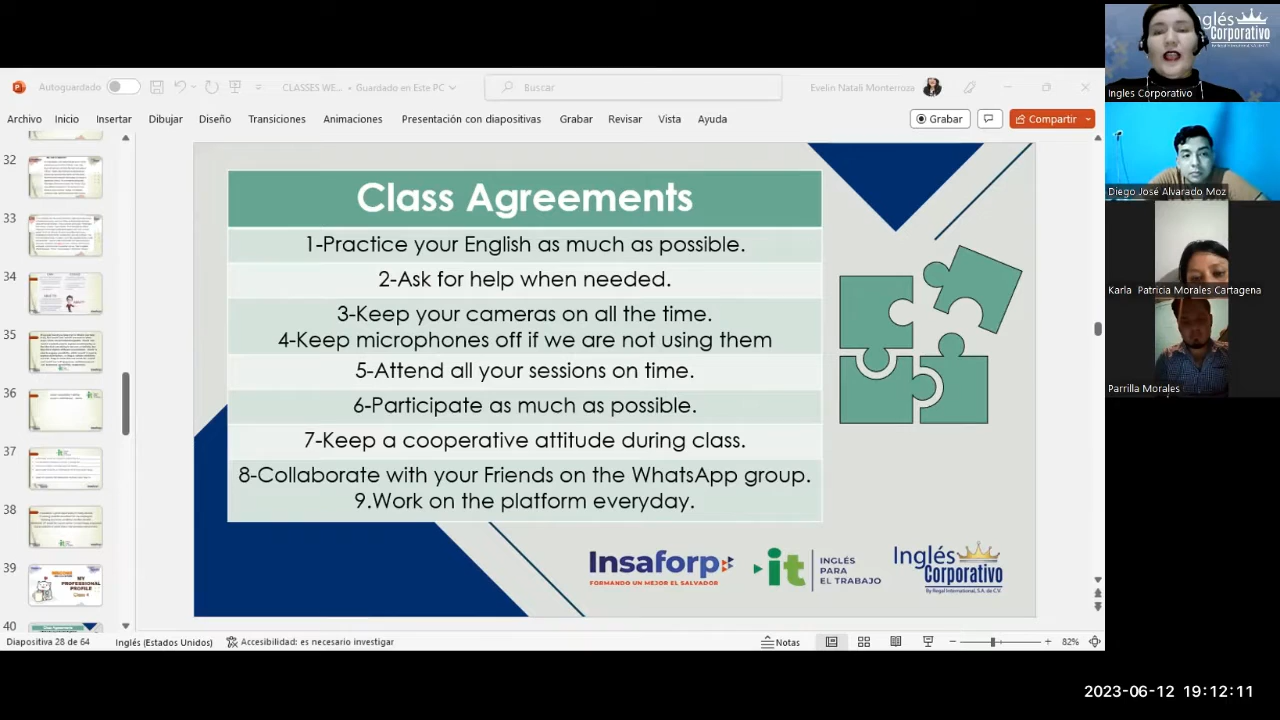 Autoguardado
CLASSES WE... • Guardado en Este PC
Buscar
Evelin Natali Monterroza
Archivo Inicio Insertar Dibujar Diseño Transiciones Animaciones Presentación con diapositivas Grabar Revisar Vista Ayuda
Grabar
Compartir
32
33
34
35
36
37
38
39
40
MY
PROFESSIONAL
PROFILE
Class 4
Class Agreements
1-Practice your English as much as possible.
2-Ask for help when needed.
3-Keep your cameras on all the time.
4-Keep microphones off if we are not using them
5-Attend all your sessions on time.
6-Participate as much as possible.
7-Keep a cooperative attitude during class.
8-Collaborate with your Friends on the WhatsApp group.
9.Work on the platform everyday.
Insaforp
FORMANDO UN MEJOR EL SALVADOR
it
INGLÉS
PARA
EL TRABAJO
Inglés
Corporativo
By Regal International, S.A. de C.V.
Diapositiva 28 de 64
Inglés (Estados Unidos)
Accesibilidad: es necesario investigar
Notas
82%
glés
Corporativo
Ingles Corporativo
Diego José Alvarado Moz
Karla Patricia Morales Cartagena
Parrilla Morales
2023-06-12 19:12:11